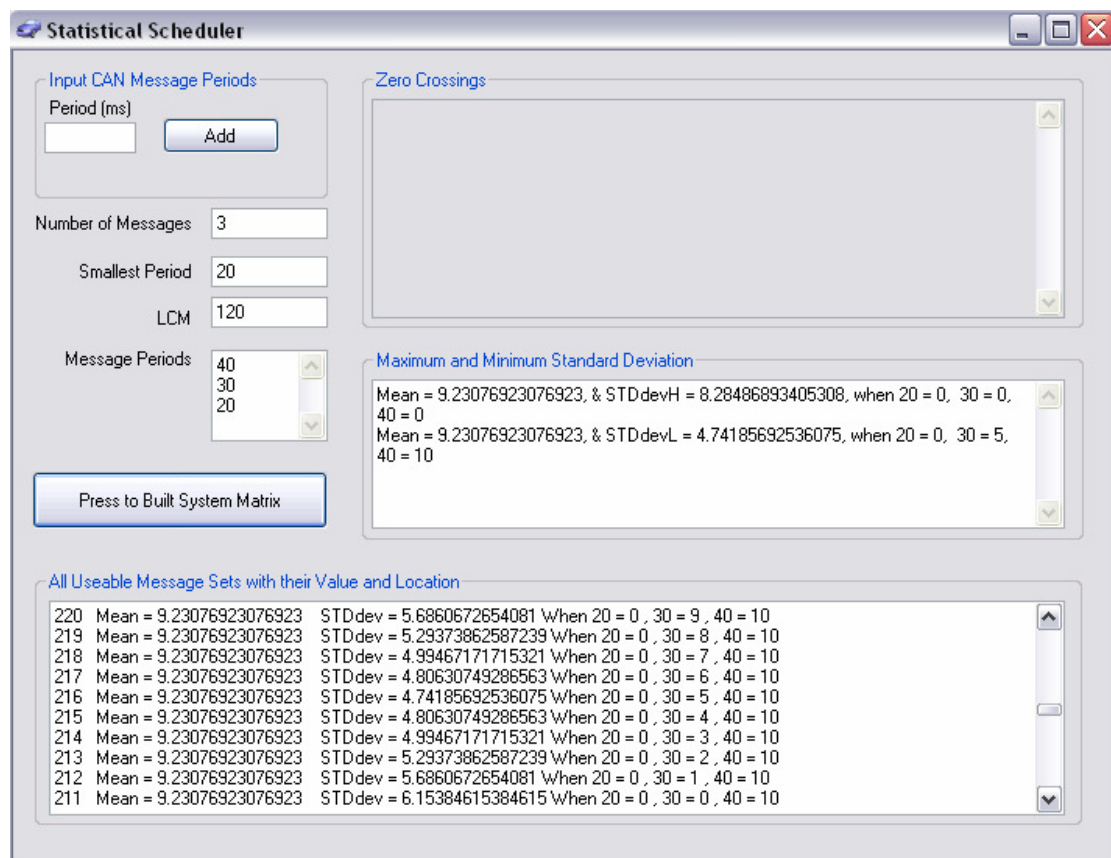 Statistical Scheduler
Input CAN Message Periods
Period (ms)
Add
Number of Messages 3
Smallest Period 20
LCM 120
Message Periods 40
30
20
Press to Built System Matrix
Zero Crossings
Maximum and Minimum Standard Deviation
Mean = 9.23076923076923, & STDdevH = 8.28486893405308, when 20 = 0,  30 = 0,
40 = 0
Mean = 9.23076923076923, & STDdevL = 4.74185692536075, when 20 = 0,  30 = 5,
40 = 10
All Useable Message Sets with their Value and Location
220 Mean = 9.23076923076923 STDdev = 5.6860672654081 When 20 = 0 , 30 = 9 , 40 = 10
219 Mean = 9.23076923076923 STDdev = 5.29373862587239 When 20 = 0 , 30 = 8 , 40 = 10
218 Mean = 9.23076923076923 STDdev = 4.99467171715321 When 20 = 0 , 30 = 7 , 40 = 10
217 Mean = 9.23076923076923 STDdev = 4.80630749286563 When 20 = 0 , 30 = 6 , 40 = 10
216 Mean = 9.23076923076923 STDdev = 4.74185692536075 When 20 = 0 , 30 = 5 , 40 = 10
215 Mean = 9.23076923076923 STDdev = 4.80630749286563 When 20 = 0 , 30 = 4 , 40 = 10
214 Mean = 9.23076923076923 STDdev = 4.99467171715321 When 20 = 0 , 30 = 3 , 40 = 10
213 Mean = 9.23076923076923 STDdev = 5.29373862587239 When 20 = 0 , 30 = 2 , 40 = 10
212 Mean = 9.23076923076923 STDdev = 5.6860672654081 When 20 = 0 , 30 = 1 , 40 = 10
211 Mean = 9.23076923076923 STDdev = 6.15384615384615 When 20 = 0 , 30 = 0 , 40 = 10